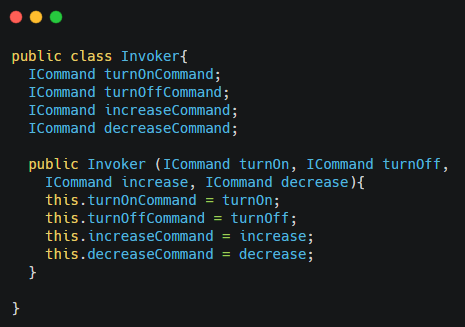 public class Invoker{
  ICommand turnOnCommand;
  ICommand turnOffCommand;
  ICommand increaseCommand;
  ICommand decreaseCommand;

  public Invoker (ICommand turnOn, ICommand turnOff,
    ICommand increase, ICommand decrease){
    this.turnOnCommand = turnOn;
    this.turnOffCommand = turnOff;
    this.increaseCommand = increase;
    this.decreaseCommand = decrease;
  }

}